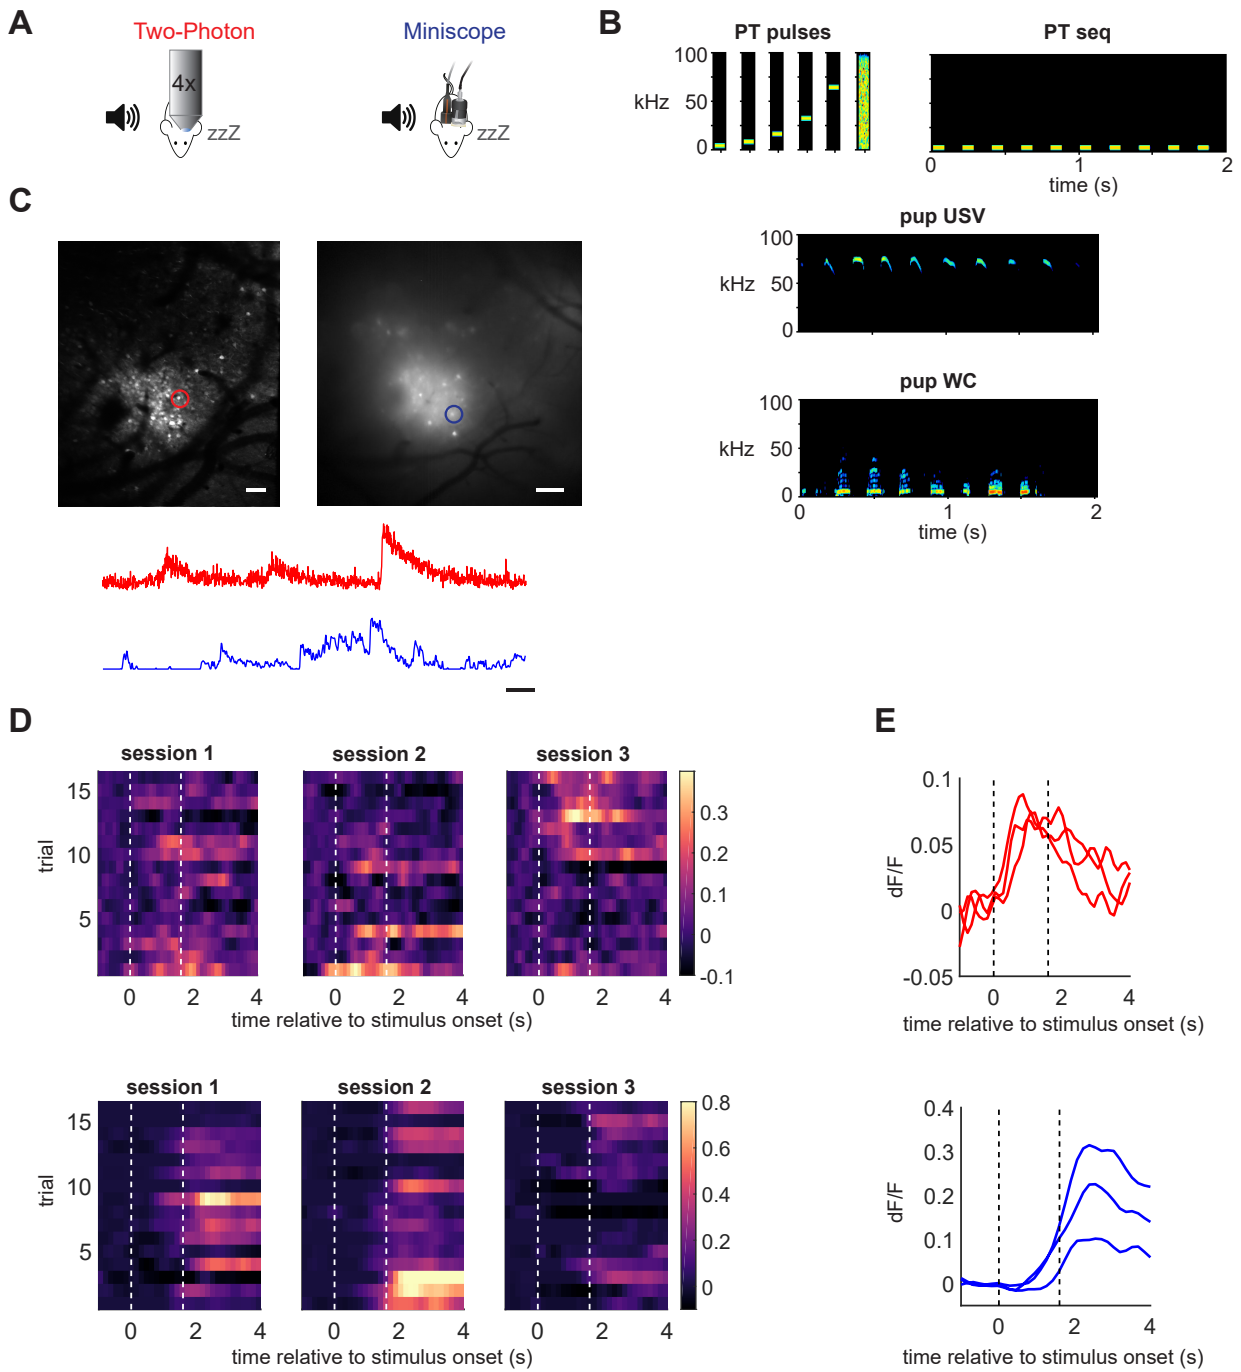 A
Two-Photon
Miniscope
4x
zzZ
zzZ
B
PT pulses
PT seq
100
kHz
50
0
0
1
2
time (s)
pup USV
100
kHz
50
0
pup WC
100
kHz
50
0
0
1
2
time (s)
C
D
session 1
session 2
session 3
trial
15
10
5
0.3
0.2
0.1
0
-0.1
0 2 4
0 2 4
0 2 4
time relative to stimulus onset (s)
session 1
session 2
session 3
trial
15
10
5
0.8
0.6
0.4
0.2
0
0 2 4
0 2 4
0 2 4
time relative to stimulus onset (s)
E
dF/F
0.1
0.05
0
-0.05
0 2 4
time relative to stimulus onset (s)
dF/F
0.4
0.3
0.2
0.1
0
0 2 4
time relative to stimulus onset (s)